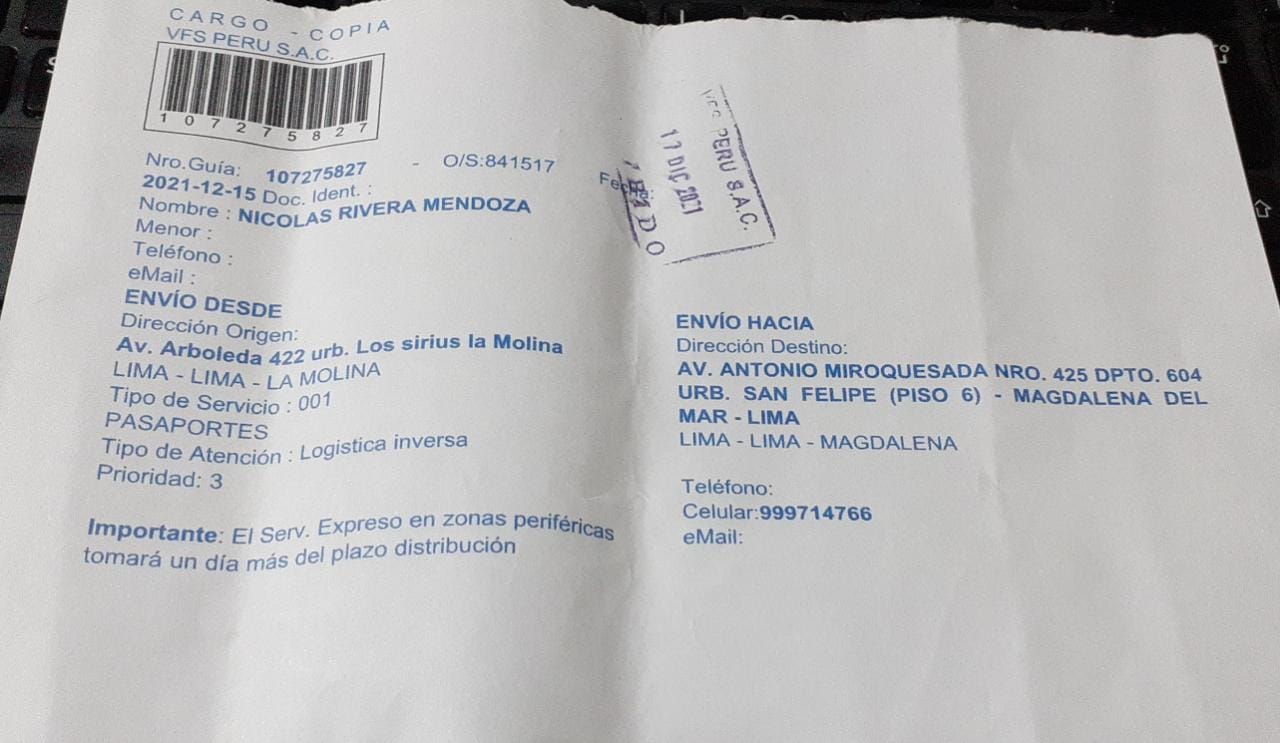 CARGO - COPIA
VFS PERU S.A.C.
107275827
Nro.Guía: 107275827 - O/S:841517
2021-12-15 Doc. Ident. :
Nombre : NICOLAS RIVERA MENDOZA
Menor :
Teléfono :
eMail :
ENVÍO DESDE
Dirección Origen:
Av. Arboleda 422 urb. Los sirius la Molina
LIMA - LIMA - LA MOLINA
Tipo de Servicio : 001
PASAPORTES
Tipo de Atención : Logistica inversa
Prioridad: 3
Importante: El Serv. Expreso en zonas periféricas
tomará un día más del plazo distribución
VFS PERU S.A.C.
17 DIC 2021
ENVÍO HACIA
Dirección Destino:
AV. ANTONIO MIROQUESADA NRO. 425 DPTO. 604
URB. SAN FELIPE (PISO 6) - MAGDALENA DEL
MAR - LIMA
LIMA - LIMA - MAGDALENA
Teléfono:
Celular:999714766
eMail: